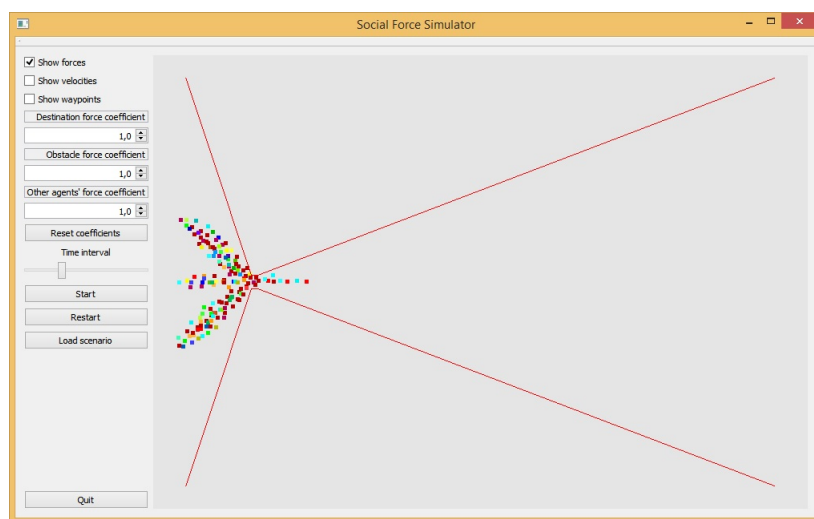 Social Force Simulator
Show forces
Show velocities
Show waypoints
Destination force coefficient
1,0
Obstacle force coefficient
1,0
Other agents' force coefficient
1,0
Reset coefficients
Time interval
Start
Restart
Load scenario
Quit